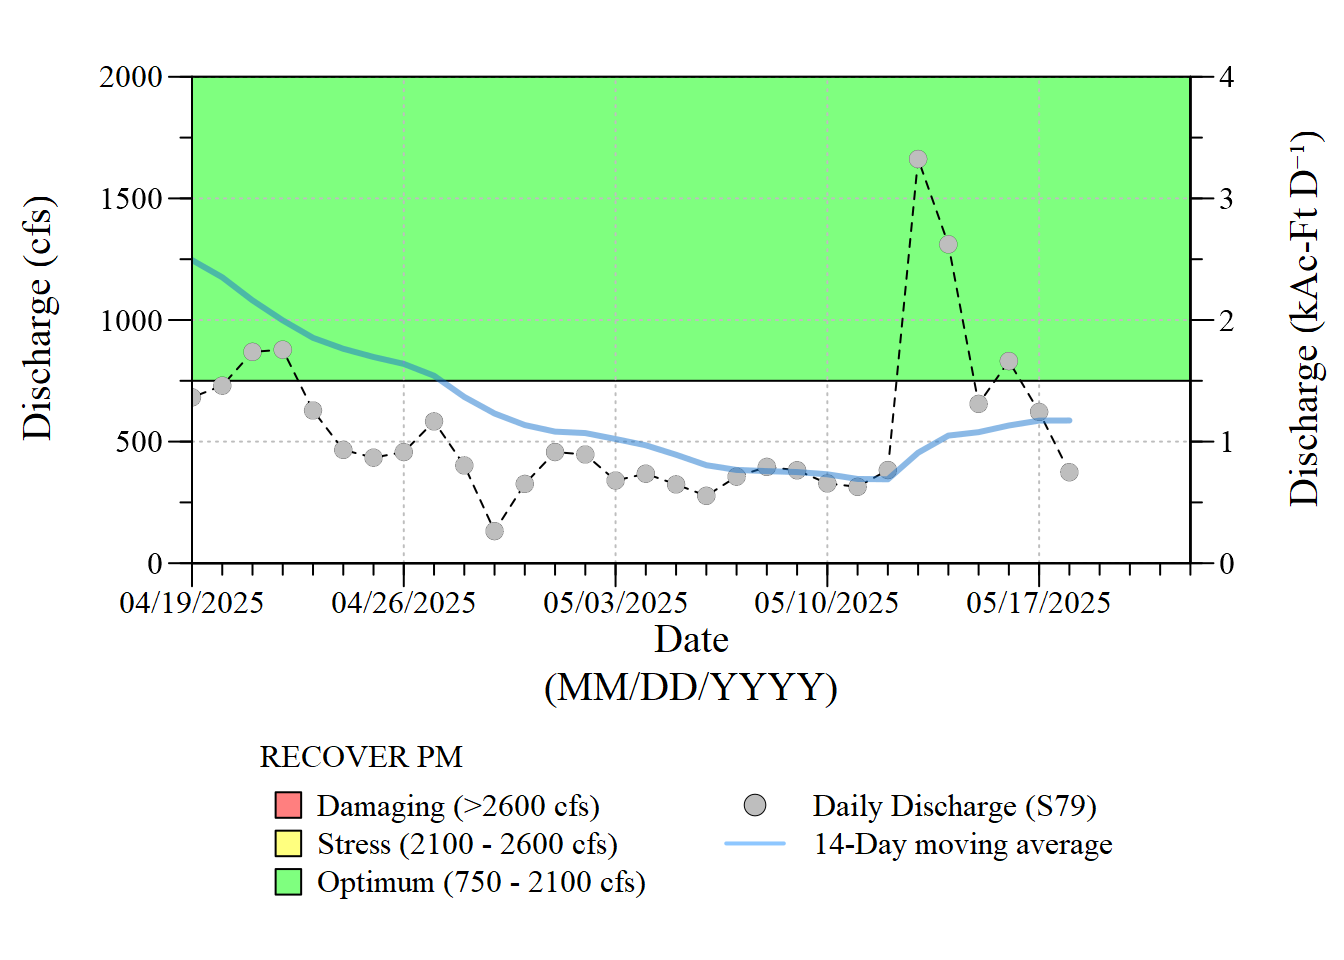 2000
1500
1000
500
0
Discharge (cfs)
4
3
2
1
0
Discharge (kAc-Ft D⁻¹)
04/19/2025 04/26/2025 05/03/2025 05/10/2025 05/17/2025
Date
(MM/DD/YYYY)
RECOVER PM
Damaging (>2600 cfs)
Stress (2100 - 2600 cfs)
Optimum (750 - 2100 cfs)
Daily Discharge (S79)
14-Day moving average